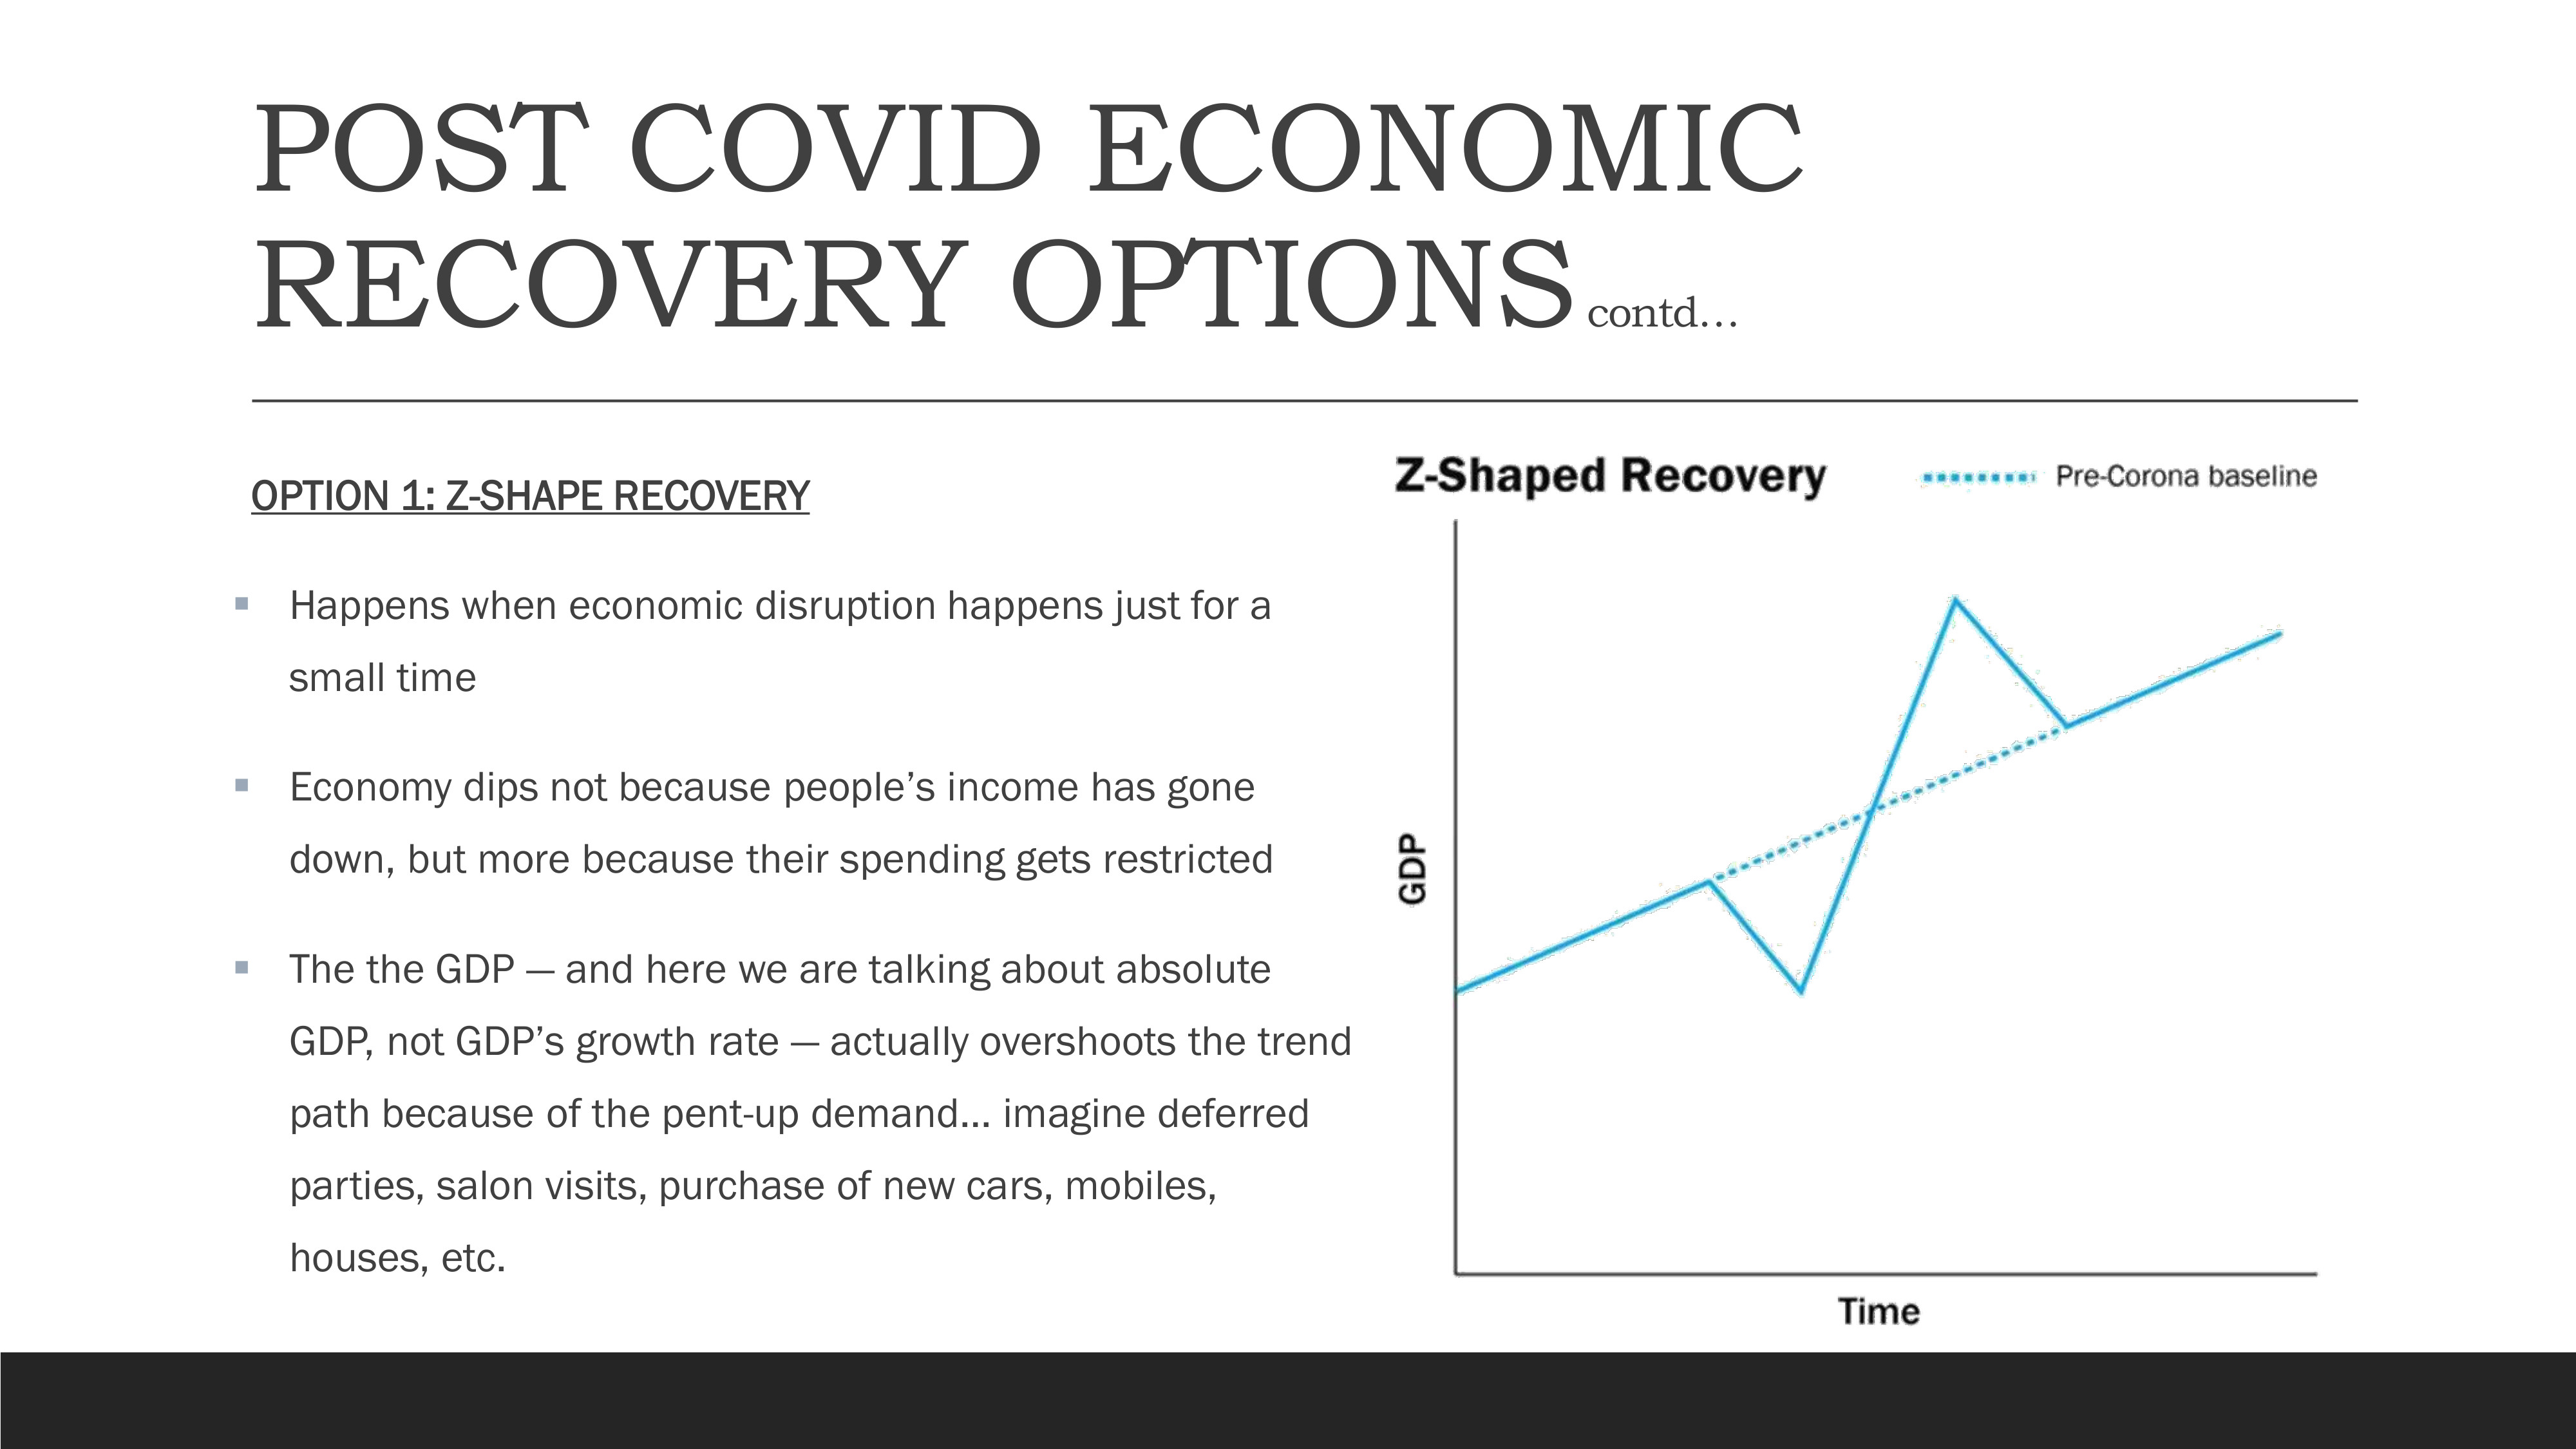 POST COVID ECONOMIC
RECOVERY OPTIONS contd...
OPTION 1: Z-SHAPE RECOVERY
▪ Happens when economic disruption happens just for a
small time
▪ Economy dips not because people’s income has gone
down, but more because their spending gets restricted
▪ The the GDP — and here we are talking about absolute
GDP, not GDP’s growth rate — actually overshoots the trend
path because of the pent-up demand… imagine deferred
parties, salon visits, purchase of new cars, mobiles,
houses, etc.
Z-Shaped Recovery
Pre-Corona baseline
GDP
Time